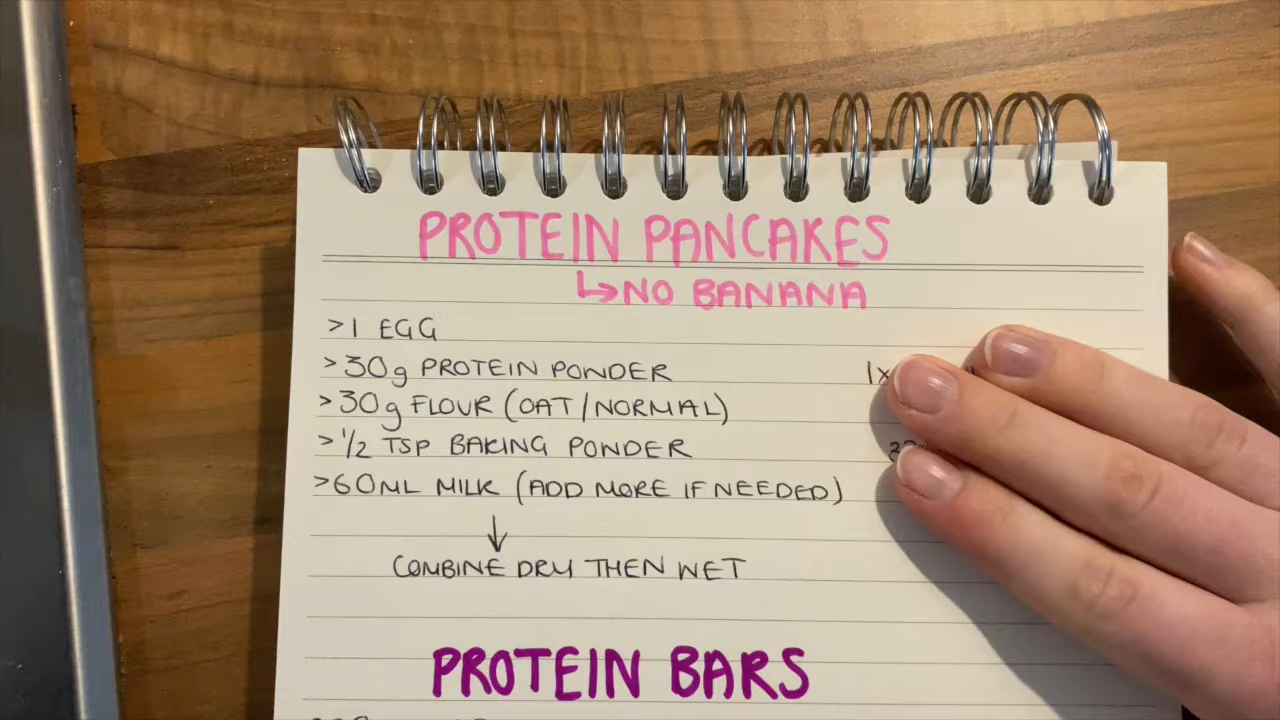 PROTEIN PANCAKES
↳NO BANANA
>1 EGG
>30g PROTEIN POWDER
>30g FLOUR (OAT/NORMAL)
>1/2 TSP BAKING POWDER
>60ML MILK (ADD MORE IF NEEDED)
↓
COMBINE DRY THEN WET
PROTEIN BARS